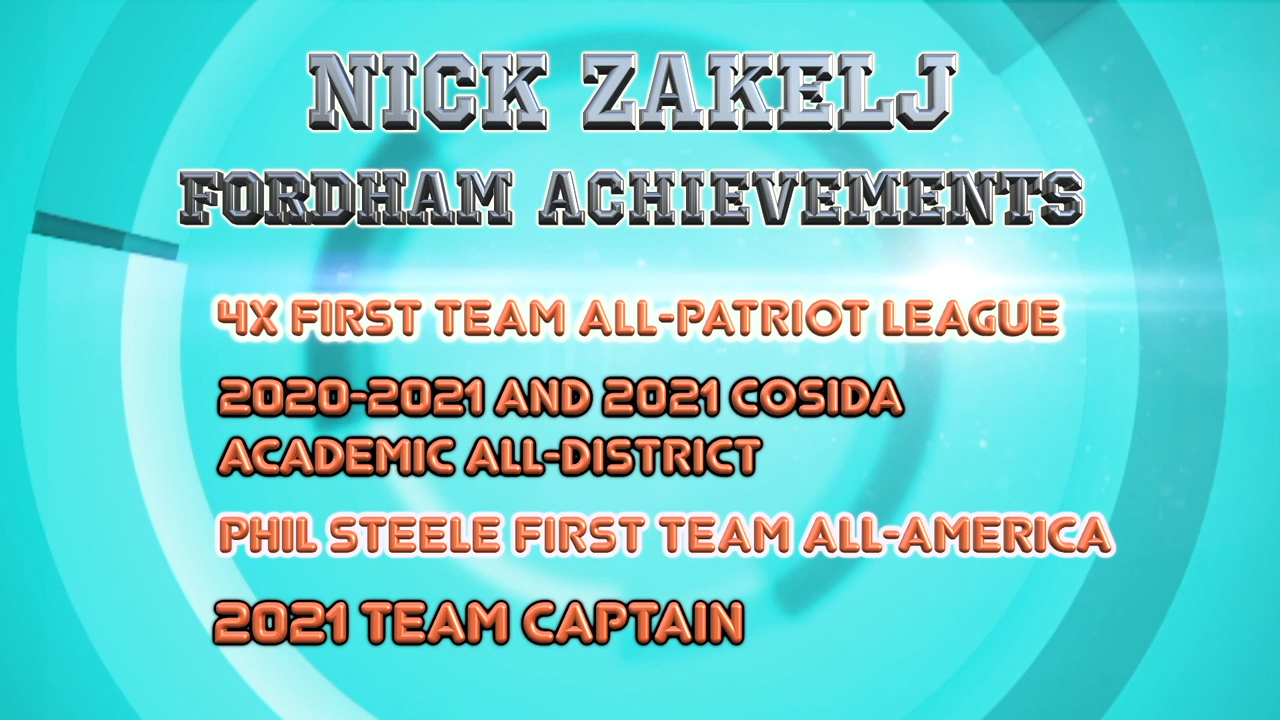 NICK ZAKELJ
FORDHAM ACHIEVEMENTS
4X FIRST TEAM ALL-PATRIOT LEAGUE
2020-2021 AND 2021 COSIDA
ACADEMIC ALL-DISTRICT
PHIL STEELE FIRST TEAM ALL-AMERICA
2021 TEAM CAPTAIN